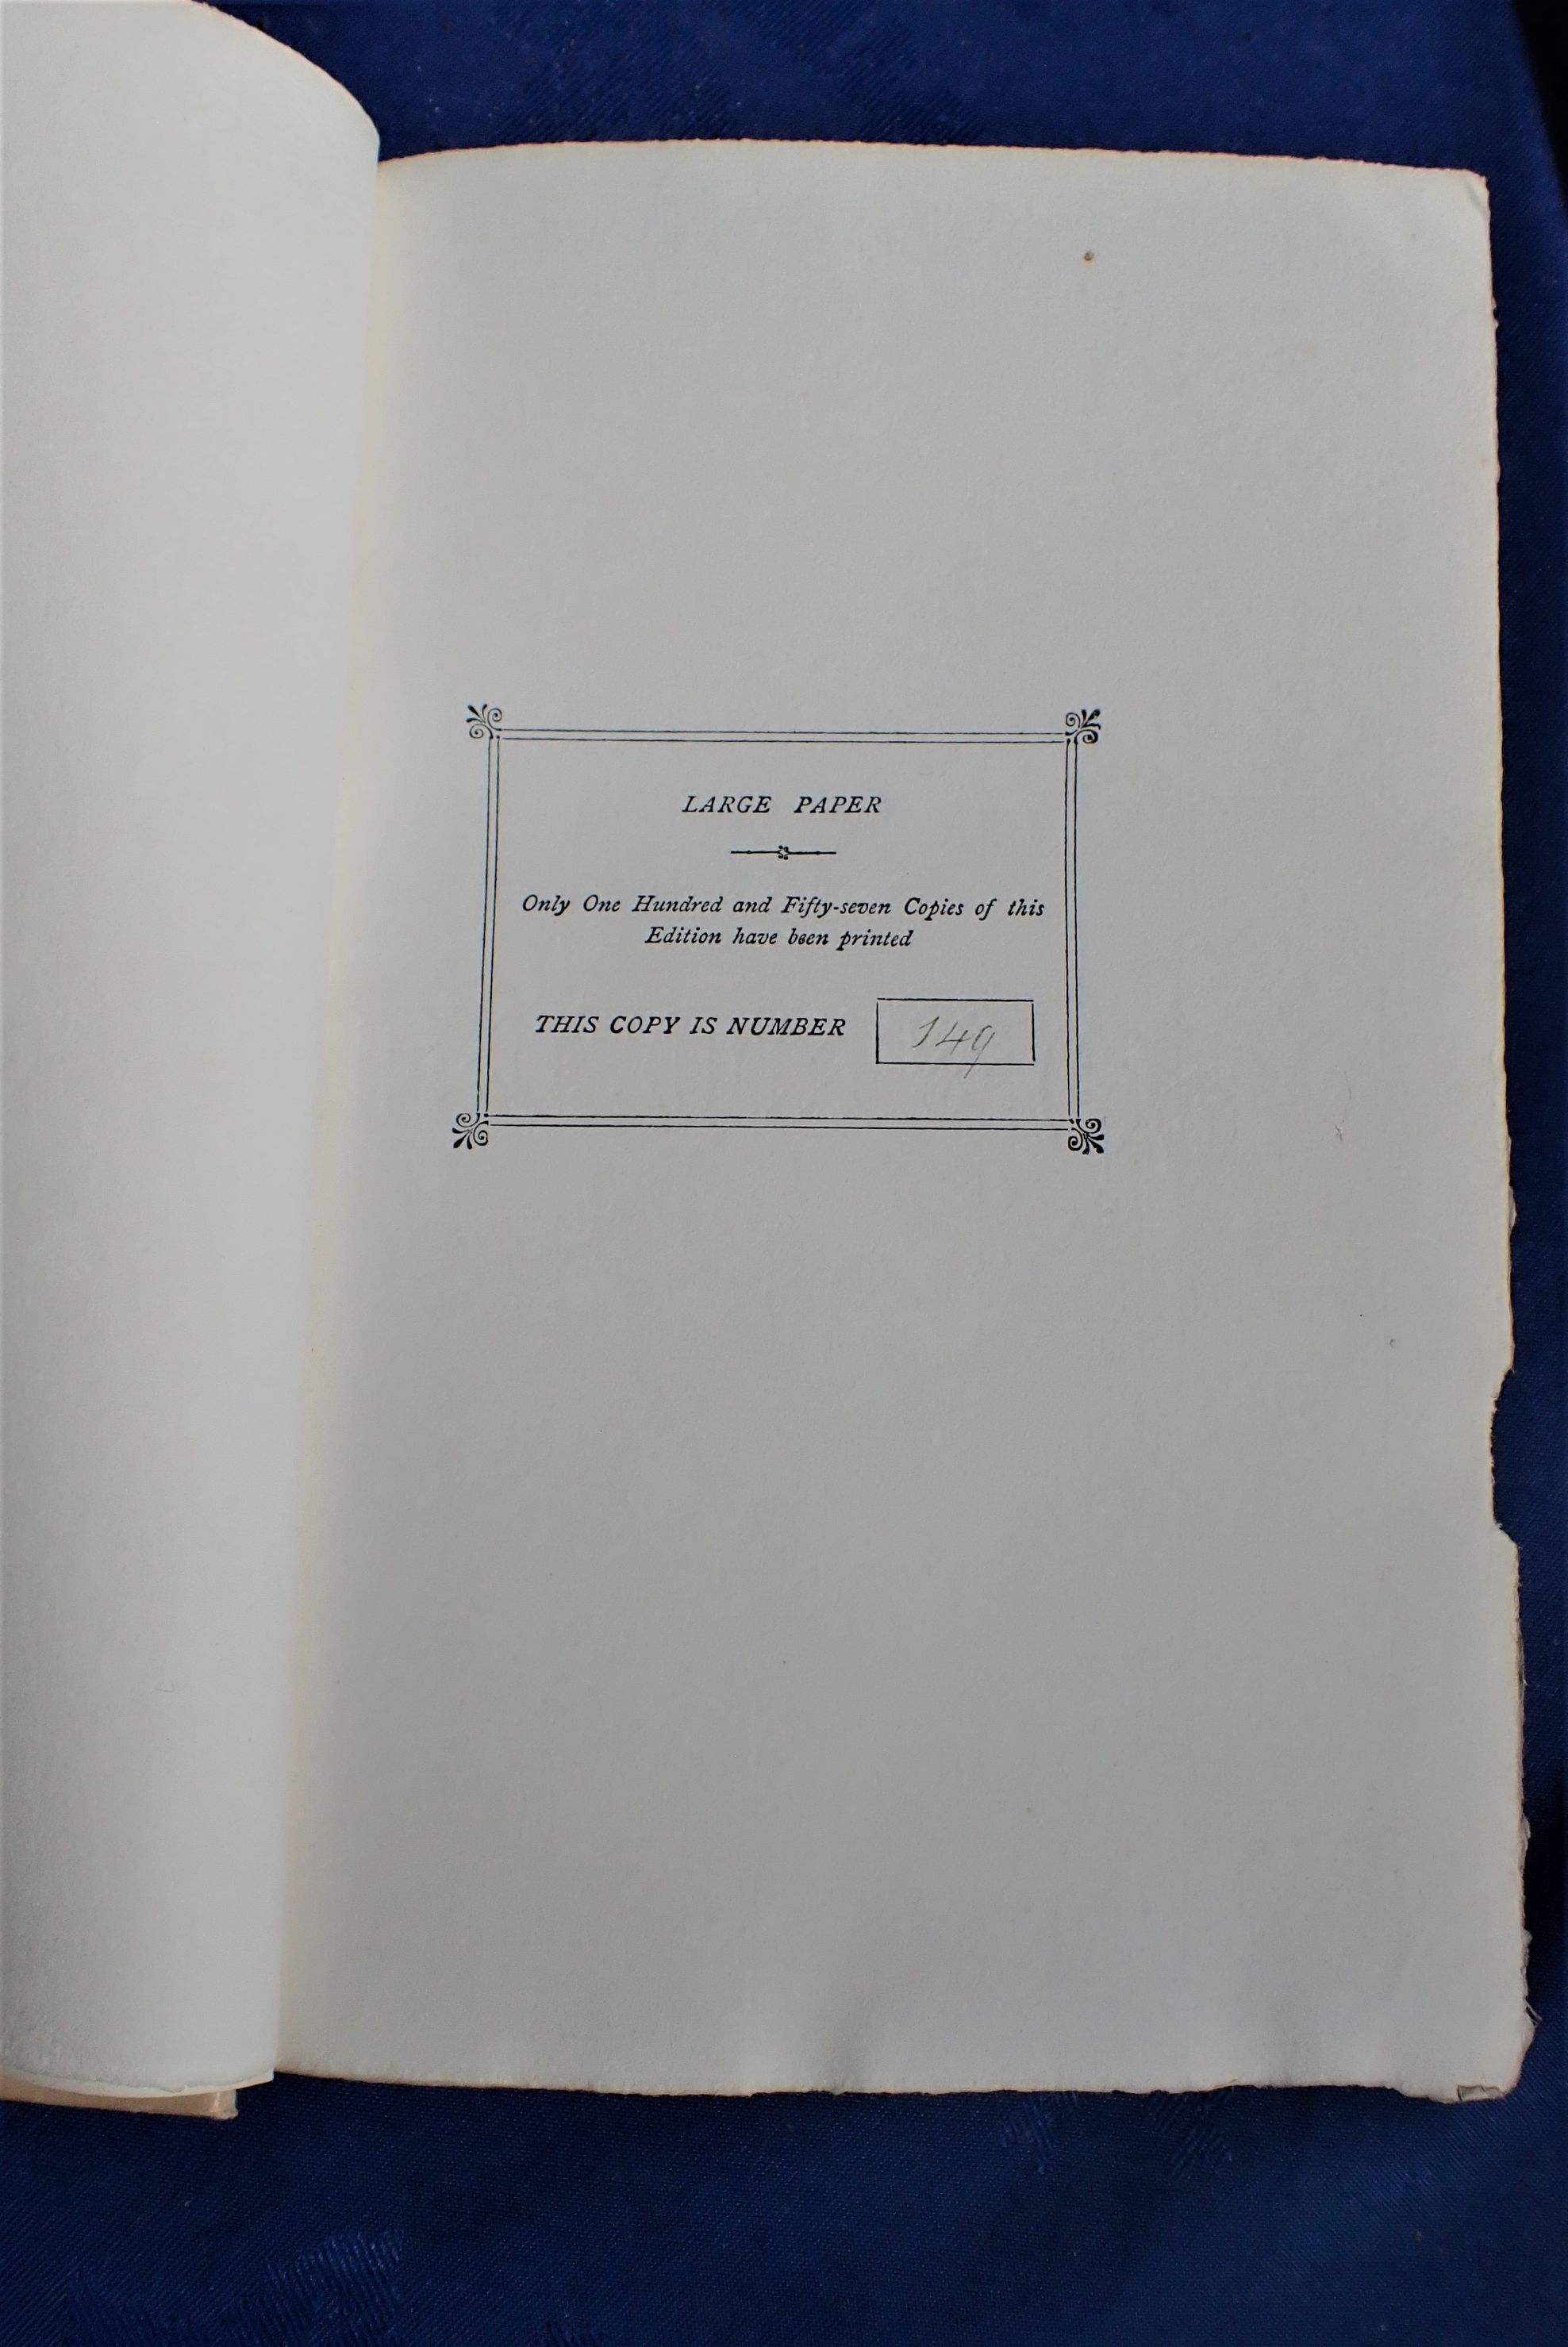 LARGE PAPER
Only One Hundred and Fifty-seven Copies of this
Edition have been printed
THIS COPY IS NUMBER 149